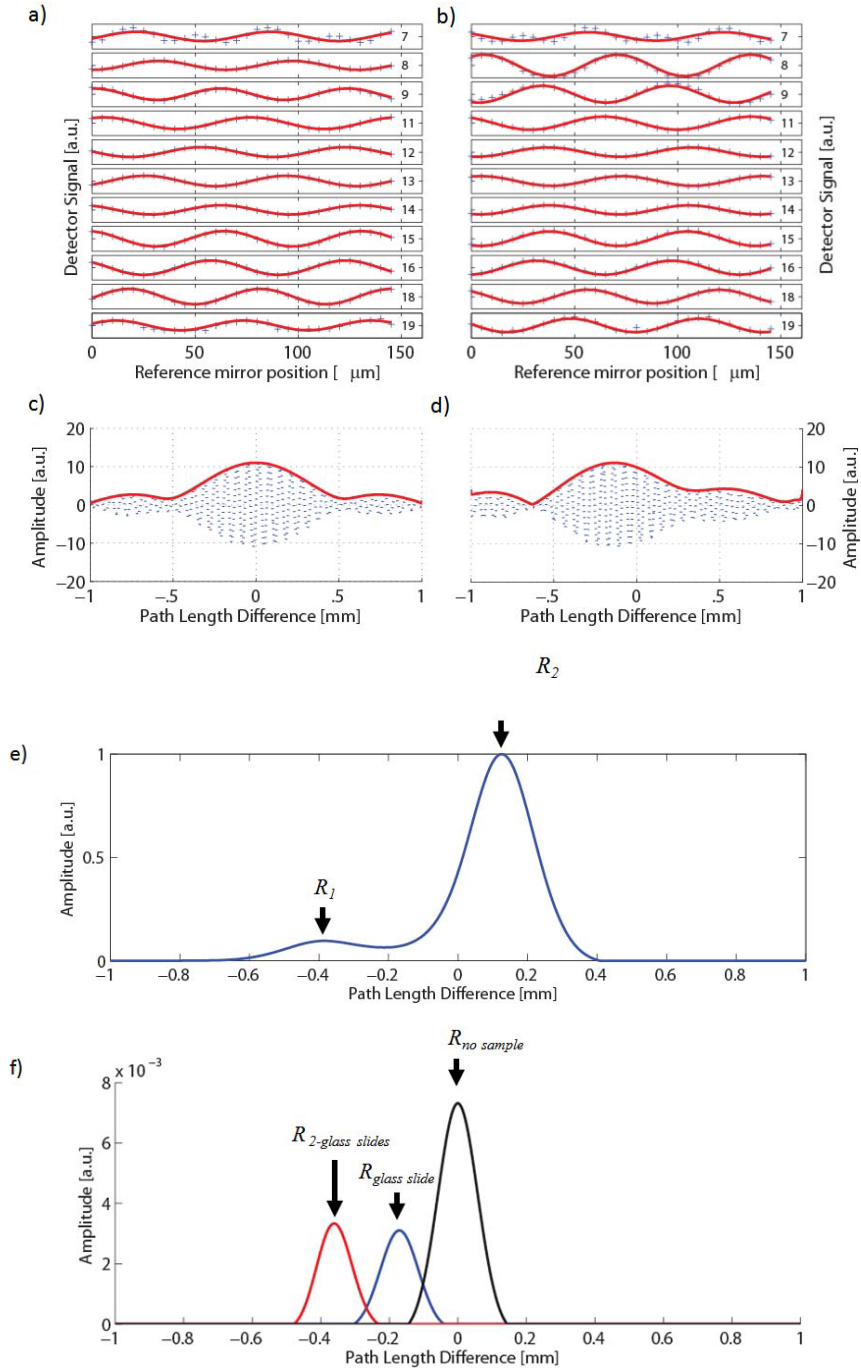 a)
b)
7
8
9
11
12
13
14
15
16
18
19
7
8
9
11
12
13
14
15
16
18
19
Detector Signal [a.u.]
Detector Signal [a.u.]
0 50 100 150
0 50 100 150
Reference mirror position [ μm]
Reference mirror position [ μm]
c)
d)
20
10
0
−10
−20
20
10
0
−10
−20
Amplitude [a.u.]
Amplitude [a.u.]
−1 −.5 0 .5 1
−1 −.5 0 .5 1
Path Length Difference [mm]
Path Length Difference [mm]
R2
e)
1
0.5
0
Amplitude [a.u.]
R1
−1 −0.8 −0.6 −0.4 −0.2 0 0.2 0.4 0.6 0.8 1
Path Length Difference [mm]
f)
Rno sample
8 x 10−3
6
4
2
0
Amplitude [a.u.]
R2-glass slides
Rglass slide
−1 −0.8 −0.6 −0.4 −0.2 0 0.2 0.4 0.6 0.8 1
Path Length Difference [mm]